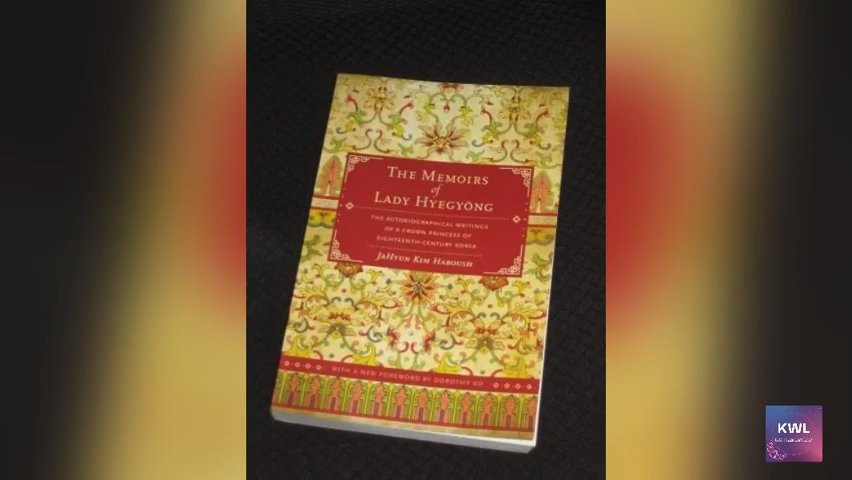 THE MEMOIRS
of
LADY HYEGYŎNG
THE AUTOBIOGRAPHICAL WRITINGS
OF A CROWN PRINCESS OF
EIGHTEENTH-CENTURY KOREA
JAHYUN KIM HABOUSH
WITH A NEW FOREWORD BY DOROTHY KO
KWL